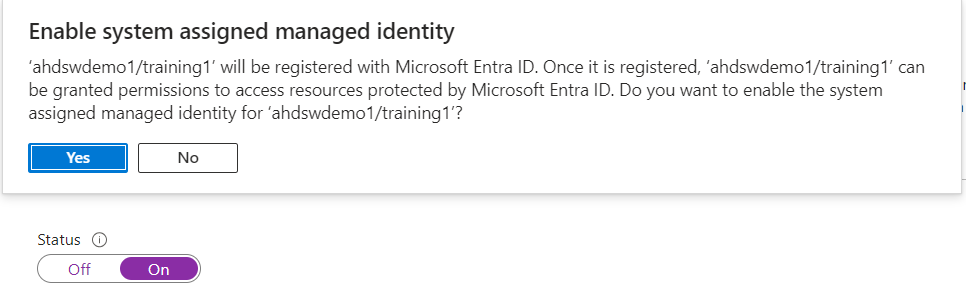 Enable system assigned managed identity
‘ahdswdemo1/training1’ will be registered with Microsoft Entra ID. Once it is registered, ‘ahdswdemo1/training1’ can
be granted permissions to access resources protected by Microsoft Entra ID. Do you want to enable the system
assigned managed identity for ‘ahdswdemo1/training1’?
Yes No
Status
Off On